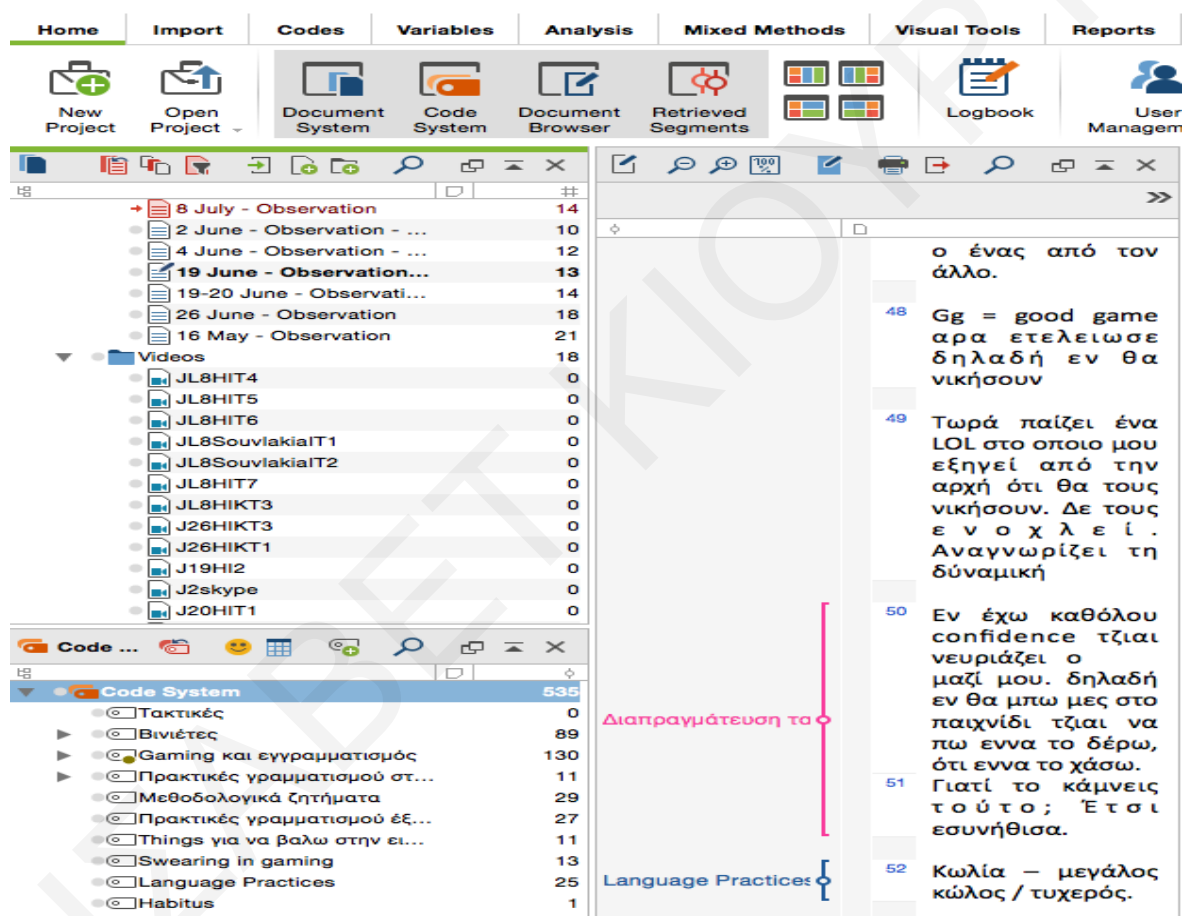 Home Import Codes Variables Analysis Mixed Methods Visual Tools Reports
New Project
Open Project
Document System
Code System
Document Browser
Retrieved Segments
Logbook
User Managem
#
8 July - Observation 14
2 June - Observation - ... 10
4 June - Observation - ... 12
19 June - Observation... 13
19-20 June - Observati... 14
26 June - Observation 18
16 May - Observation 21
Videos 18
JL8HIT4 0
JL8HIT5 0
JL8HIT6 0
JL8SouvlakiaIT1 0
JL8SouvlakiaIT2 0
JL8HIT7 0
JL8HIKT3 0
J26HIKT3 0
J26HIKT1 0
J19HI2 0
J2skype 0
J20HIT1 0
Code ...
Code System 535
Τακτικές 0
Βινιέτες 89
Gaming και εγγραμματισμός 130
Πρακτικές γραμματισμού στ... 11
Μεθοδολογικά ζητήματα 29
Πρακτικές γραμματισμού έξ... 27
Things για να βαλω στην ει... 11
Swearing in gaming 13
Language Practices 25
Habitus 1
100 %
ο ένας από τον
άλλο.
48 Gg = good game
αρα ετελειωσε
δηλαδή εν θα
νικήσουν
49 Τωρά παίζει ένα
LOL στο οποιο μου
εξηγεί από την
αρχή ότι θα τους
νικήσουν. Δε τους
ενοχλεί.
Αναγνωρίζει τη
δύναμική
50 Εν έχω καθόλου
confidence τζιαι
νευριάζει ο
μαζί μου. δηλαδή
εν θα μπω μες στο
παιχνίδι τζιαι να
πω εννα το δέρω,
ότι εννα το χάσω.
51 Γιατί το κάμνεις
τούτο; Έτσι
εσυνήθισα.
52 Κωλία – μεγάλος
κώλος / τυχερός.
Διαπραγμάτευση τα
Language Practices